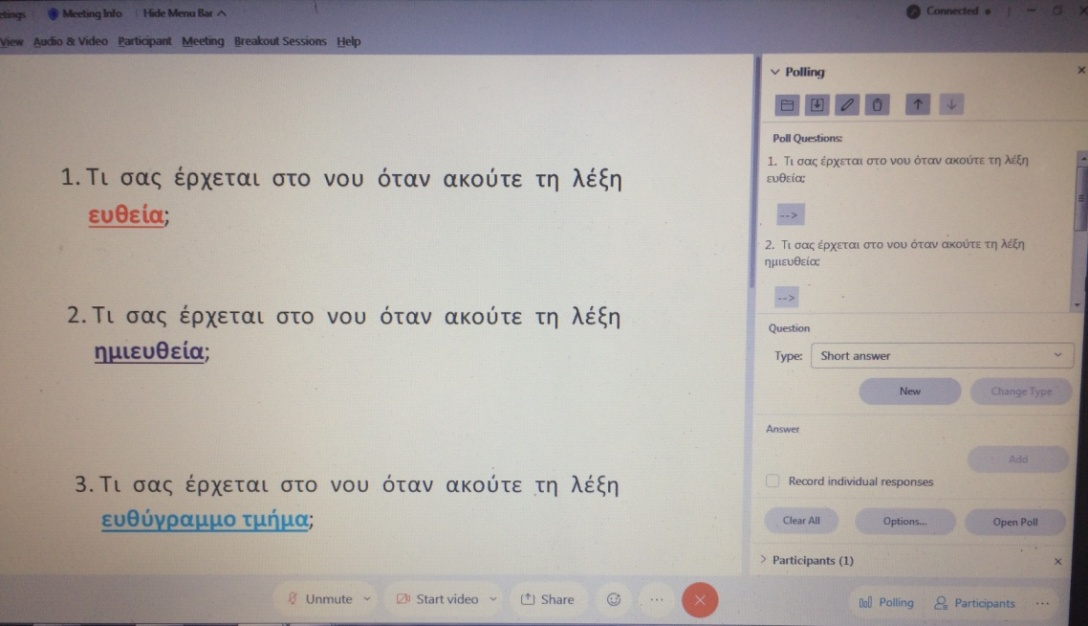 etings Meeting Info Hide Menu Bar Connected
View Audio & Video Participant Meeting Breakout Sessions Help
1. Τι σας έρχεται στο νου όταν ακούτε τη λέξη
ευθεία;
2. Τι σας έρχεται στο νου όταν ακούτε τη λέξη
ημιευθεία;
3. Τι σας έρχεται στο νου όταν ακούτε τη λέξη
ευθύγραμμο τμήμα;
Polling
Poll Questions:
1. Τι σας έρχεται στο νου όταν ακούτε τη λέξη
ευθεία;
-->
2. Τι σας έρχεται στο νου όταν ακούτε τη λέξη
ημιευθεία;
-->
Question
Type: Short answer
New Change Type
Answer
Add
Record individual responses
Clear All Options... Open Poll
Participants (1)
Unmute Start video Share
Polling Participants